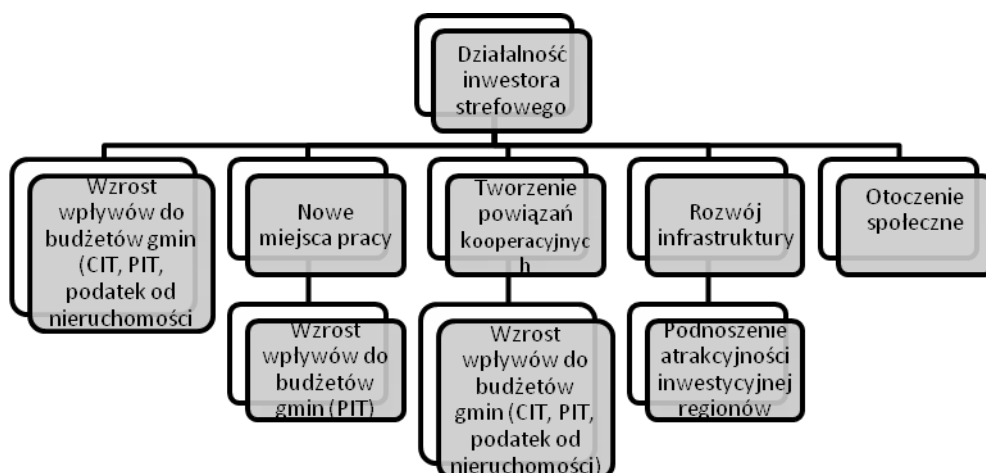 Działalność
inwestora
strefowego
Wzrost
wpływów do
budżetów gmin
(CIT, PIT,
podatek od
nieruchomości
Nowe
miejsca pracy
Tworzenie
powiązań
kooperacyjnyc
h
Rozwój
infrastruktury
Otoczenie
społeczne
Wzrost
wpływów do
budżetów
gmin (PIT)
Wzrost
wpływów do
budżetów
gmin (CIT, PIT,
podatek od
nieruchomości)
Podnoszenie
atrakcyjności
inwestycyjnej
regionów